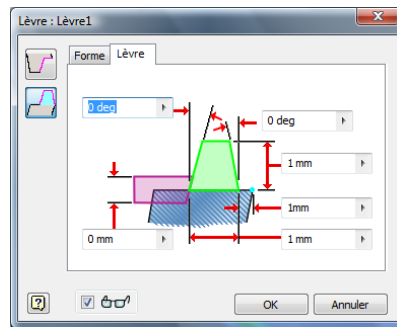 Lèvre : Lèvre1
Forme Lèvre
0 deg
0 deg
1 mm
1mm
0 mm
1 mm
OK Annuler